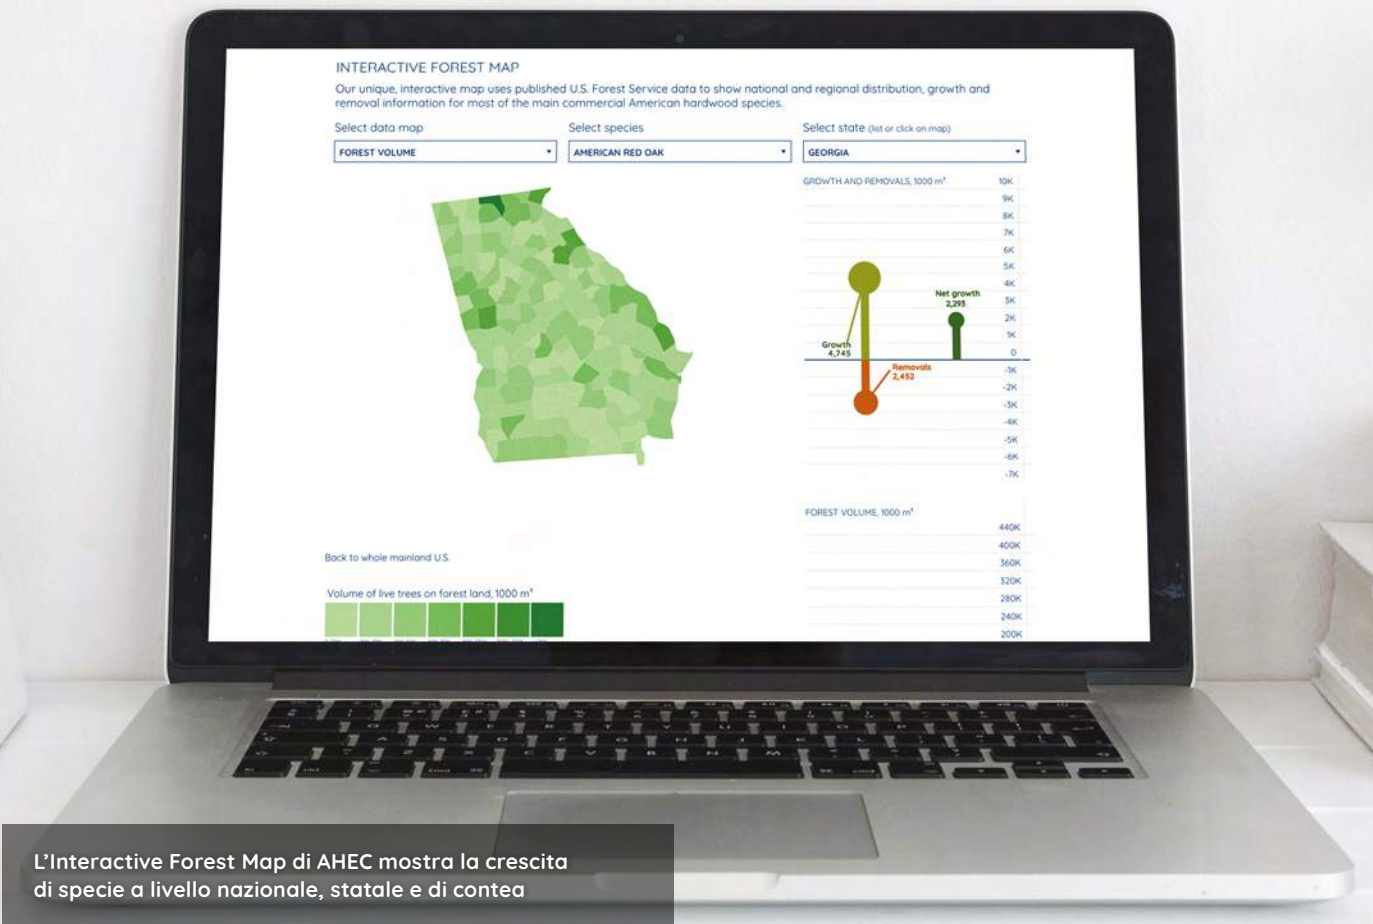 INTERACTIVE FOREST MAP
Our unique, interactive map uses published U.S. Forest Service data to show national and regional distribution, growth and
removal information for most of the main commercial American hardwood species.
Select data map
FOREST VOLUME
Select species
AMERICAN RED OAK
Select state (list or click on map)
GEORGIA
GROWTH AND REMOVALS, 1000 m³
10K
9K
8K
7K
6K
5K
4K
3K
2K
1K
0
-1K
-2K
-3K
-4K
-5K
-6K
-7K
Growth
4,745
Removals
2,452
Net growth
2,293
FOREST VOLUME, 1000 m³
440K
400K
360K
320K
280K
240K
200K
Back to whole mainland U.S.
Volume of live trees on forest land, 1000 m³
L’Interactive Forest Map di AHEC mostra la crescita
di specie a livello nazionale, statale e di contea